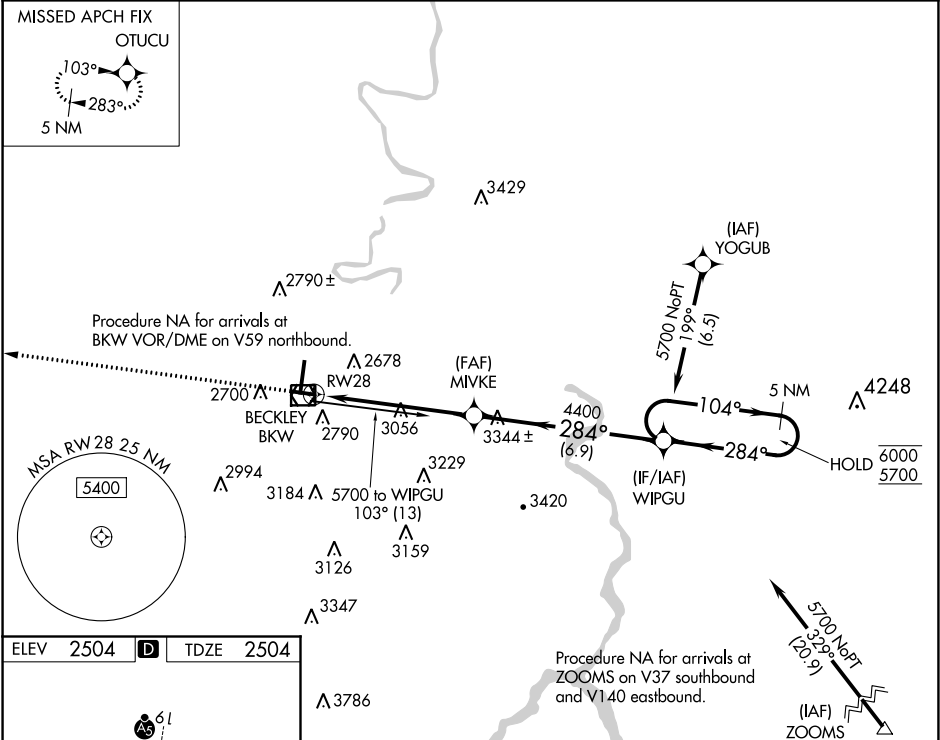 MISSED APCH FIX
OTUCU
103°
283°
5 NM
3429
(IAF)
YOGUB
2790 ±
5700 NoPT
199°
(6.5)
Procedure NA for arrivals at
BKW VOR/DME on V59 northbound.
2678
(FAF)
MIVKE
RW28
2700
5 NM
4248
BECKLEY
BKW
2790
3056
4400
284°
(6.9)
3344 ±
104°
284°
HOLD
6000
5700
(IF/IAF)
WIPGU
MSA RW 28 25 NM
5400
2994
3229
3184
5700 to WIPGU
103° (13)
3420
3159
3126
3347
5700 NoPT
329°
(20.9)
ELEV 2504 D TDZE 2504
Procedure NA for arrivals at
ZOOMS on V37 southbound
and V140 eastbound.
3786
(IAF)
ZOOMS
A5
19